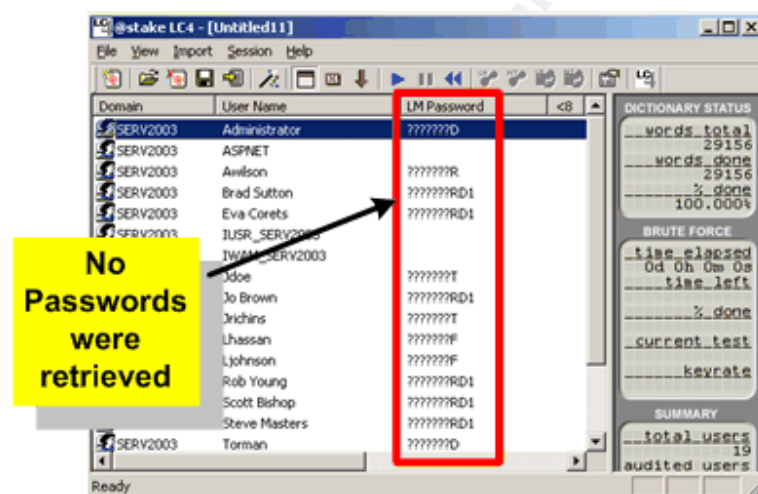 @stake LC4 - [Untitled11]
File View Import Session Help
Domain User Name LM Password <8
SERV2003 Administrator ???????D
SERV2003 ASPNET
SERV2003 Awilson ???????R
SERV2003 Brad Sutton ???????RD1
SERV2003 Eva Corets ???????RD1
SERV2003 IUSR_SERV2003
IWAM_SERV2003
Jdoe ???????T
Jo Brown ???????RD1
Jrichins ???????T
Lhassan ???????F
Ljohnson ???????F
Rob Young ???????RD1
Scott Bishop ???????RD1
Steve Masters ???????RD1
SERV2003 Torman ???????D
Ready
No
Passwords
were
retrieved
DICTIONARY STATUS
words total
29156
words done
29156
% done
100.000%
BRUTE FORCE
time elapsed
0d 0h 0m 0s
time left
% done
current test
keyrate
SUMMARY
total users
19
audited users